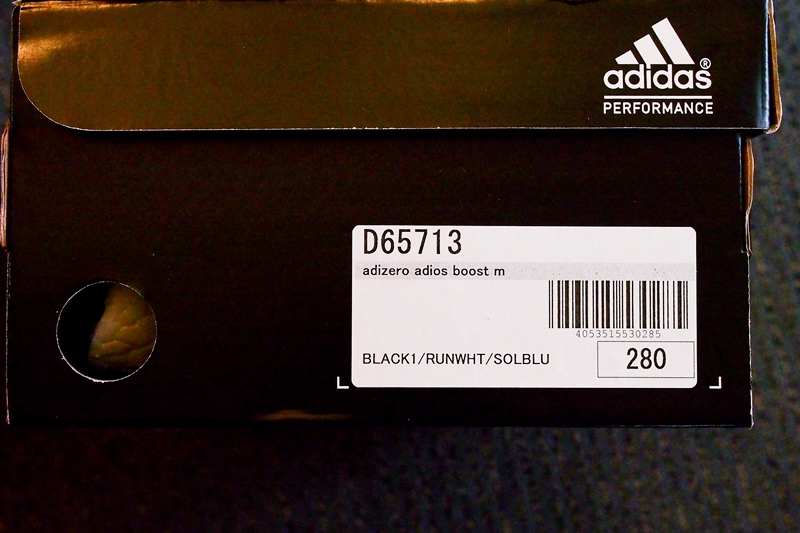 adidas®
PERFORMANCE
D65713
adizero adios boost m
4053515530285
BLACK1/RUNWHT/SOLBLU
280